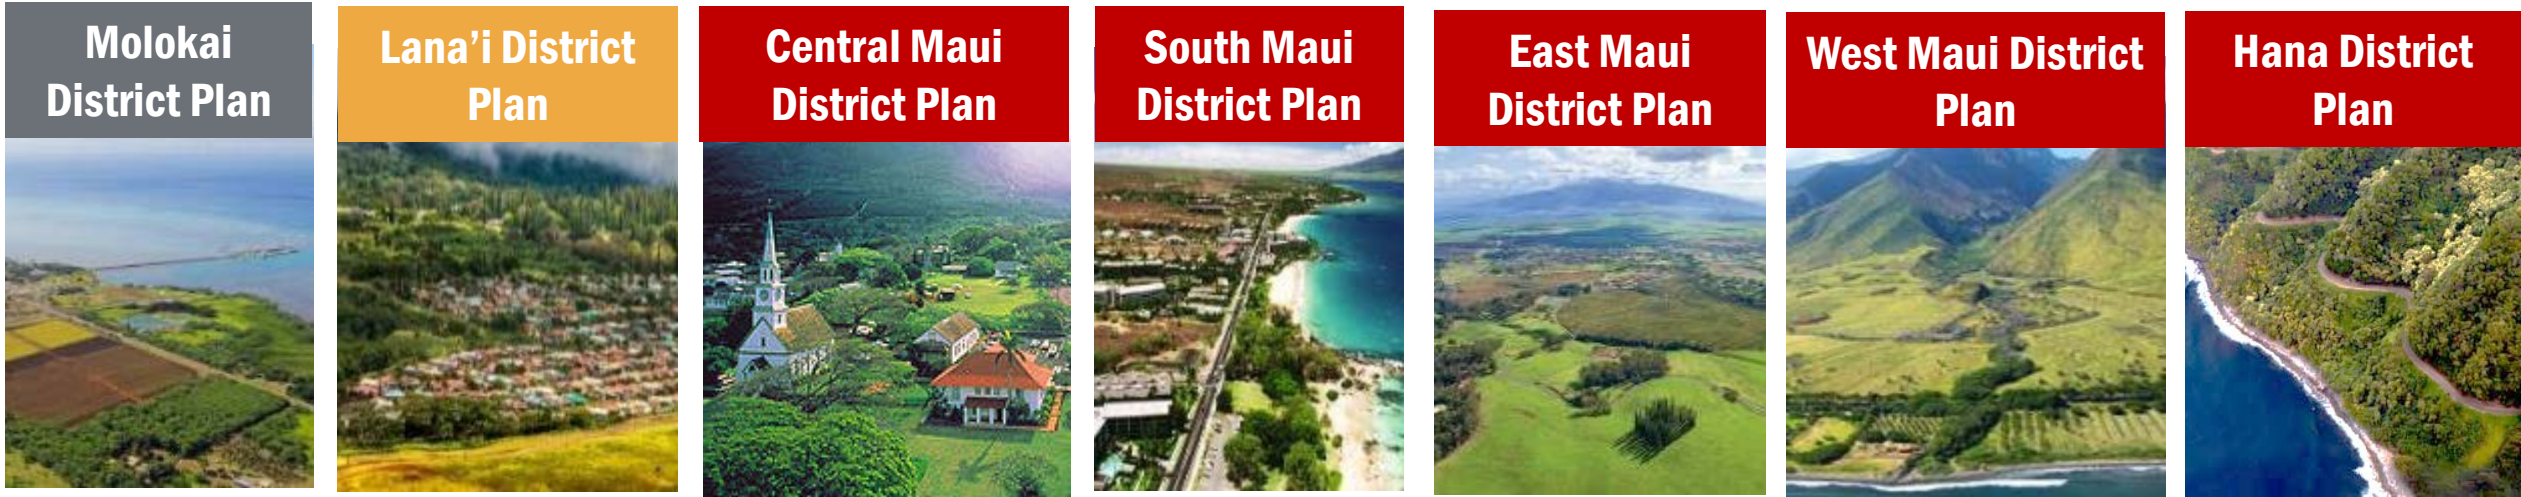 Molokai
District Plan
Lana’i District
Plan
Central Maui
District Plan
South Maui
District Plan
East Maui
District Plan
West Maui District
Plan
Hana District
Plan